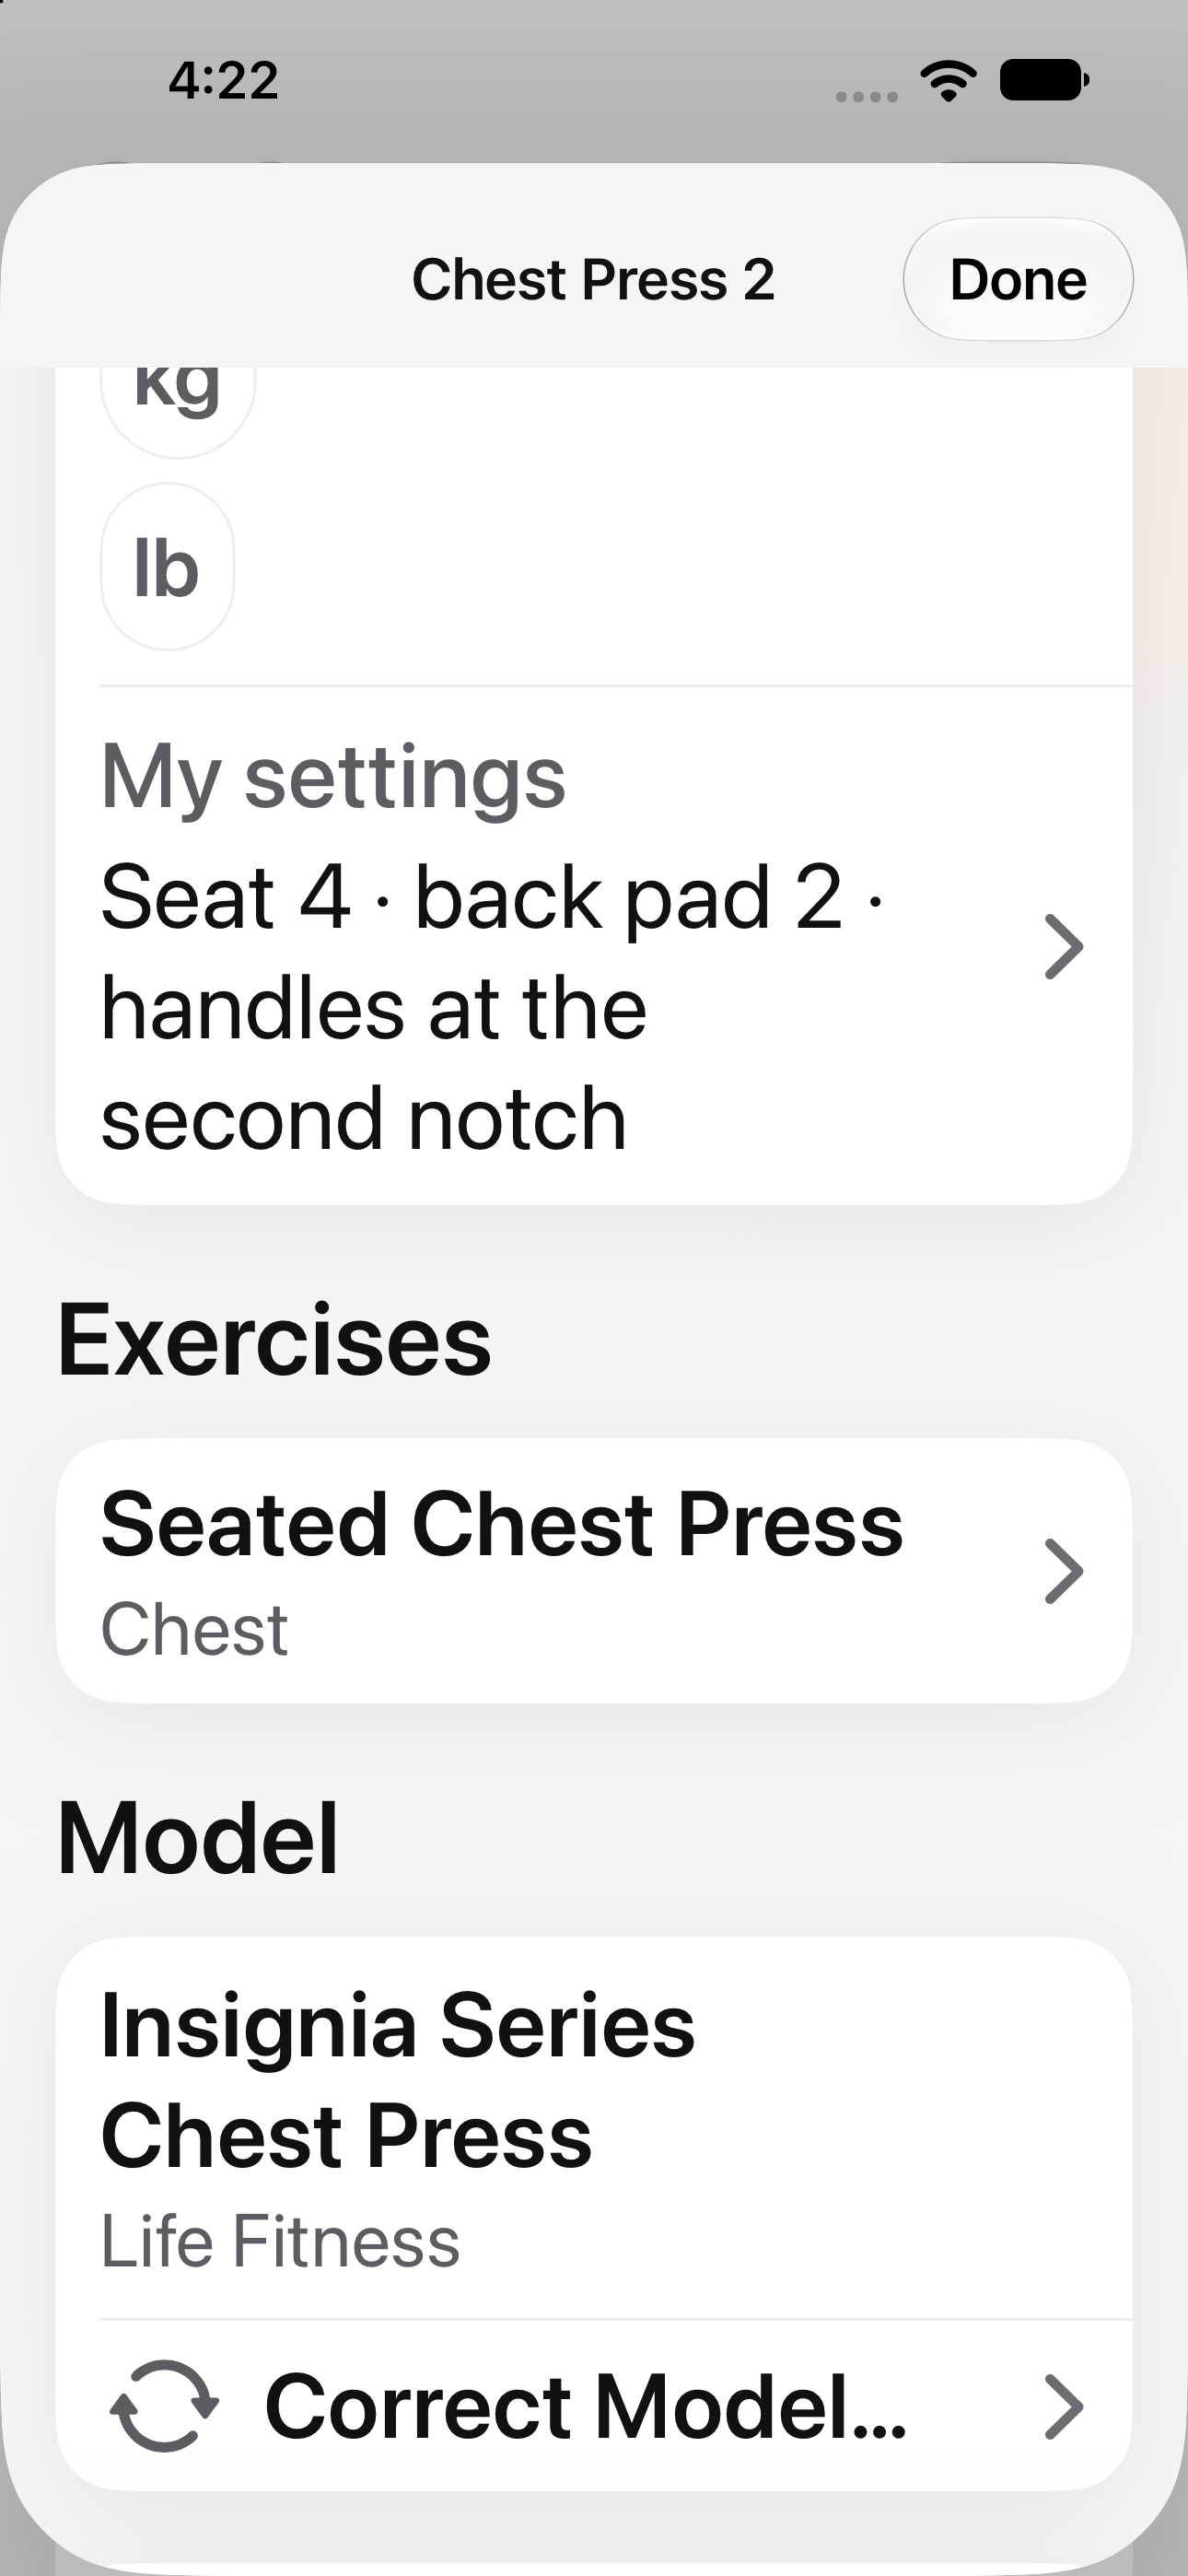 4:22
Chest Press 2
Done
kg
lb
My settings
Seat 4 · back pad 2 ·
handles at the
second notch
Exercises
Seated Chest Press
Chest
Model
Insignia Series
Chest Press
Life Fitness
Correct Model...